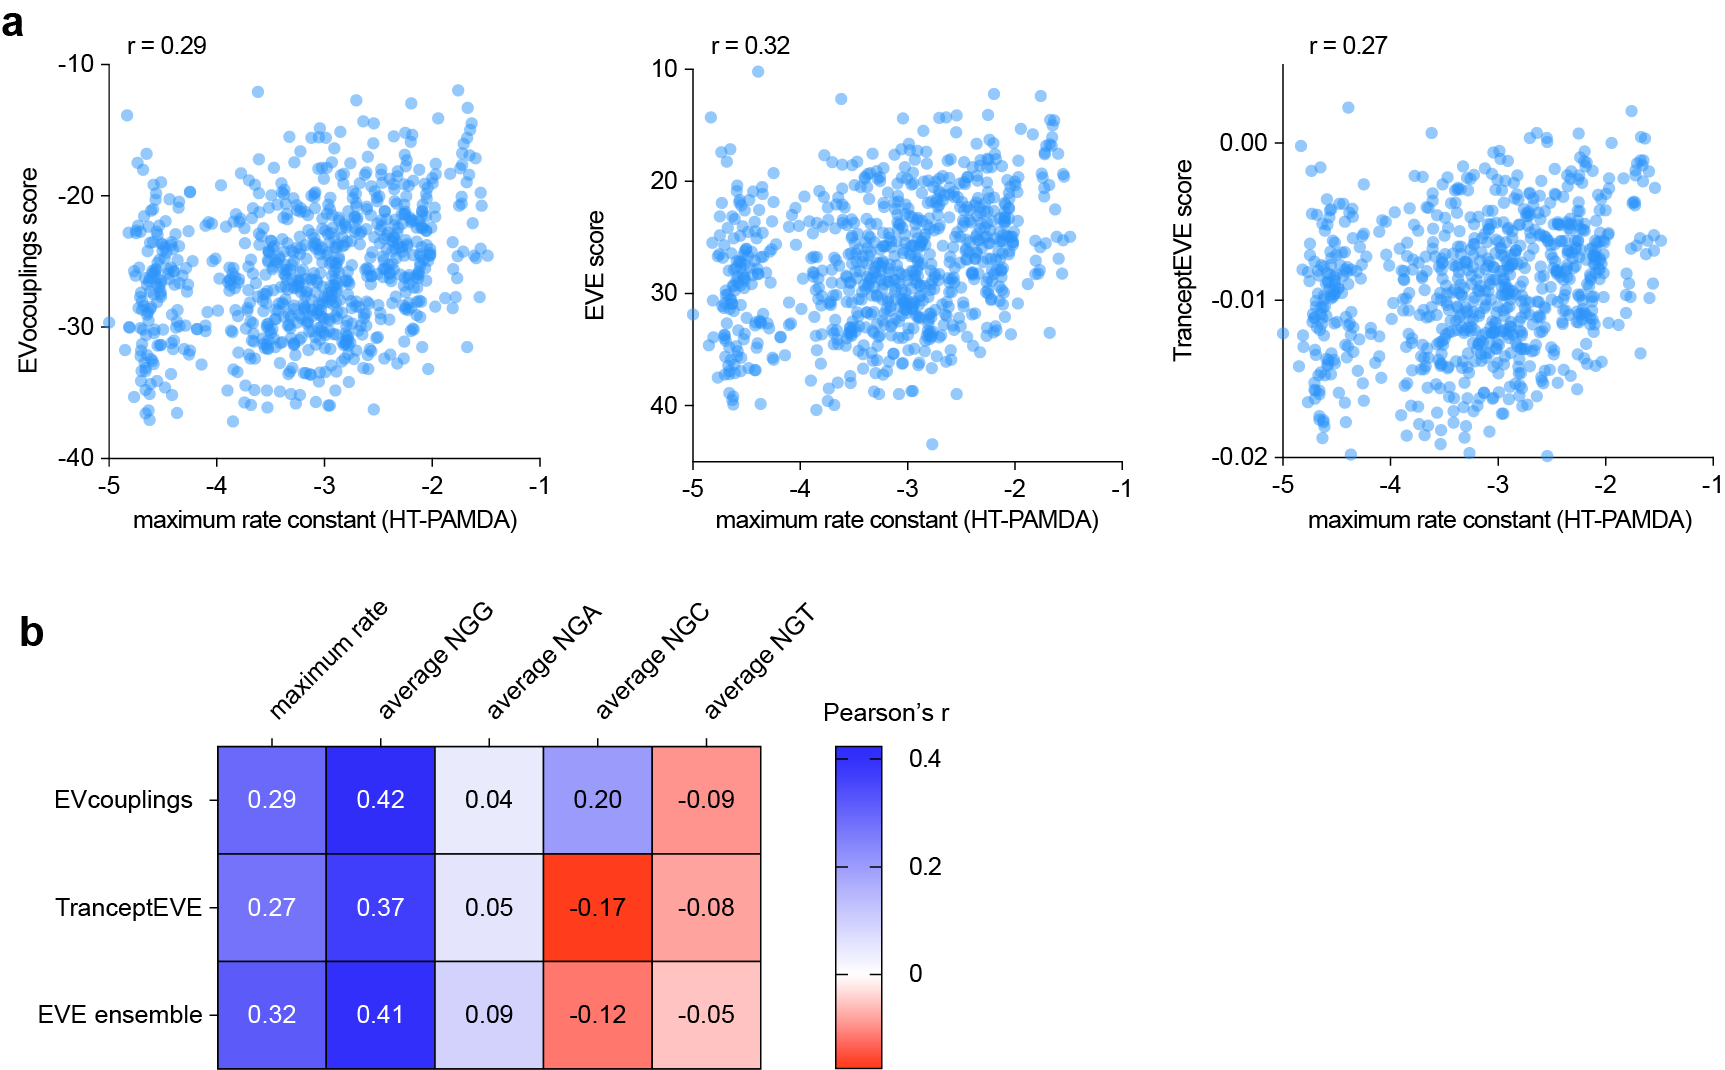 a
r = 0.29
-10
-20
-30
-40
-5
-4
-3
-2
-1
EVocouplings score
maximum rate constant (HT-PAMDA)
r = 0.32
10
20
30
40
-5
-4
-3
-2
-1
EVE score
maximum rate constant (HT-PAMDA)
r = 0.27
0.00
-0.01
-0.02
-5
-4
-3
-2
-1
TranceptEVE score
maximum rate constant (HT-PAMDA)
b
maximum rate
average NGG
average NGA
average NGC
average NGT
EVcouplings
0.29
0.42
0.04
0.20
-0.09
TranceptEVE
0.27
0.37
0.05
-0.17
-0.08
EVE ensemble
0.32
0.41
0.09
-0.12
-0.05
Pearson’s r
0.4
0.2
0